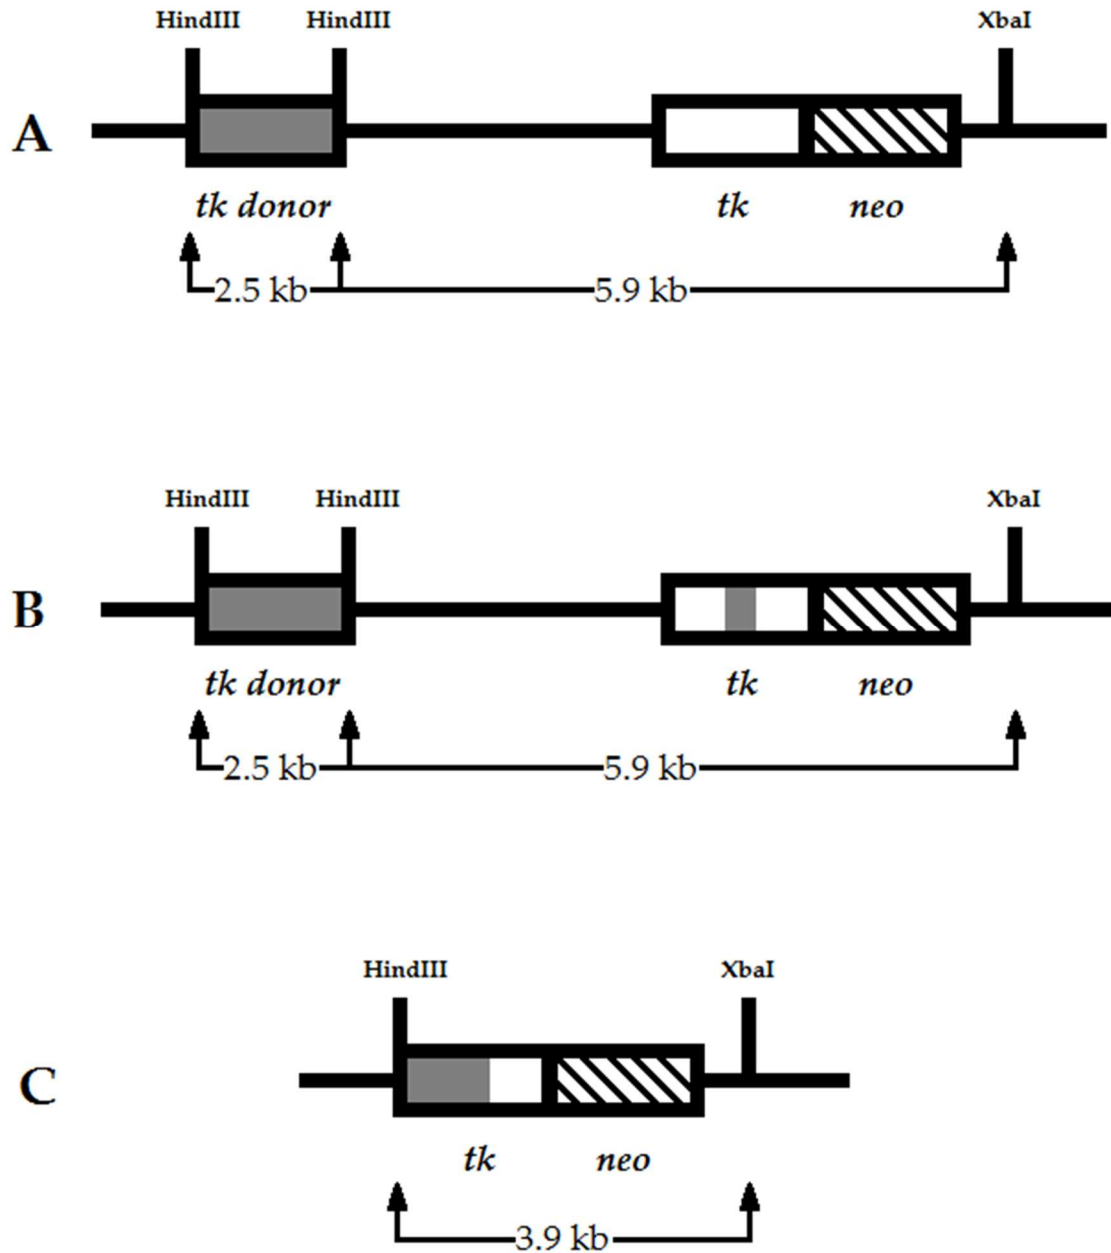 HindIII HindIII XbaI
A
tk donor tk neo
2.5 kb 5.9 kb
HindIII HindIII XbaI
B
tk donor tk neo
2.5 kb 5.9 kb
HindIII XbaI
C
tk neo
3.9 kb